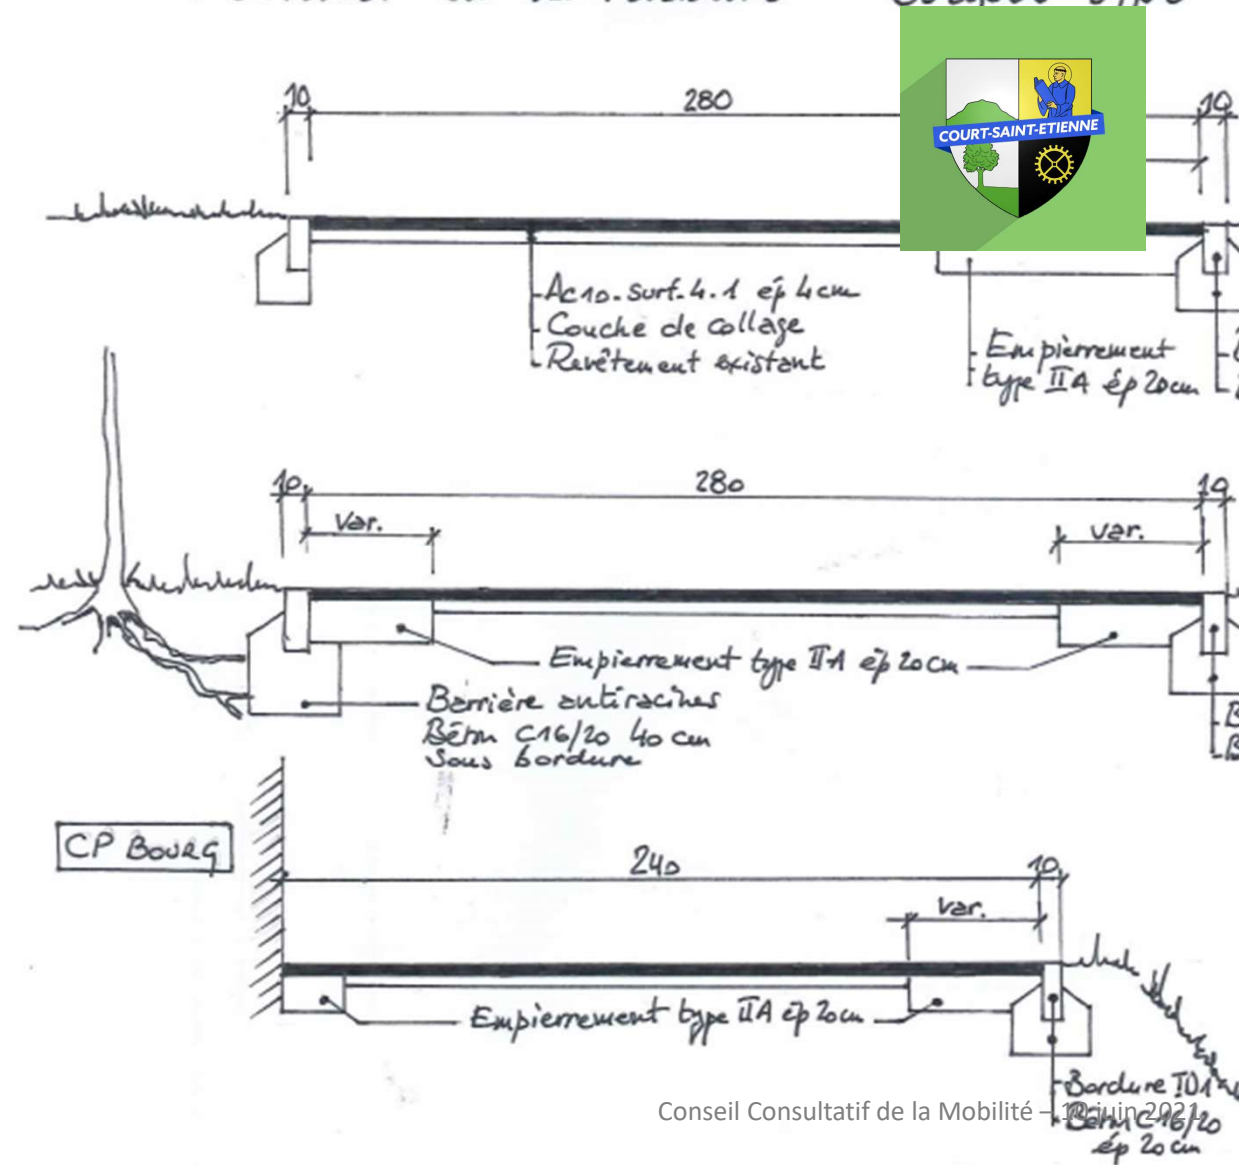 10 280 10
COURT-SAINT-ETIENNE
Ac10-surf-4.1 ép 4cm
Couche de collage
Revêtement existant
Empierrement
type IIA ép 20cm
10 280 10
var. var.
Empierrement type IIA ép 20cm
Barrière antiracines
Béton C16/20 40 cm
sous bordure
B
B
CP BOURG
240 10
var.
Empierrement type IIA ép 20cm
Bordure ID1
Béton C16/20
ép 20cm
Conseil Consultatif de la Mobilité – 10 juin 2021